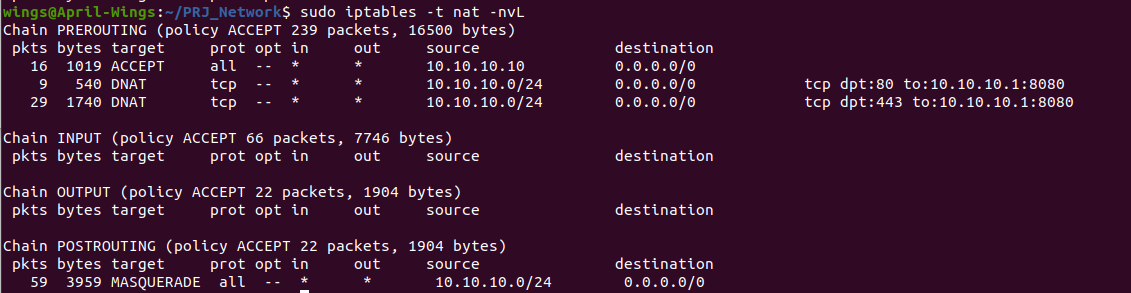 wings@April-Wings:~/PRJ_Network$ sudo iptables -t nat -nvL
Chain PREROUTING (policy ACCEPT 239 packets, 16500 bytes)
 pkts bytes target     prot opt in     out     source               destination
   16  1019 ACCEPT     all  --  *      *       10.10.10.10          0.0.0.0/0
    9   540 DNAT       tcp  --  *      *       10.10.10.0/24        0.0.0.0/0            tcp dpt:80 to:10.10.10.1:8080
   29  1740 DNAT       tcp  --  *      *       10.10.10.0/24        0.0.0.0/0            tcp dpt:443 to:10.10.10.1:8080

Chain INPUT (policy ACCEPT 66 packets, 7746 bytes)
 pkts bytes target     prot opt in     out     source               destination

Chain OUTPUT (policy ACCEPT 22 packets, 1904 bytes)
 pkts bytes target     prot opt in     out     source               destination

Chain POSTROUTING (policy ACCEPT 22 packets, 1904 bytes)
 pkts bytes target     prot opt in     out     source               destination
   59  3959 MASQUERADE  all  --  *      *       10.10.10.0/24        0.0.0.0/0